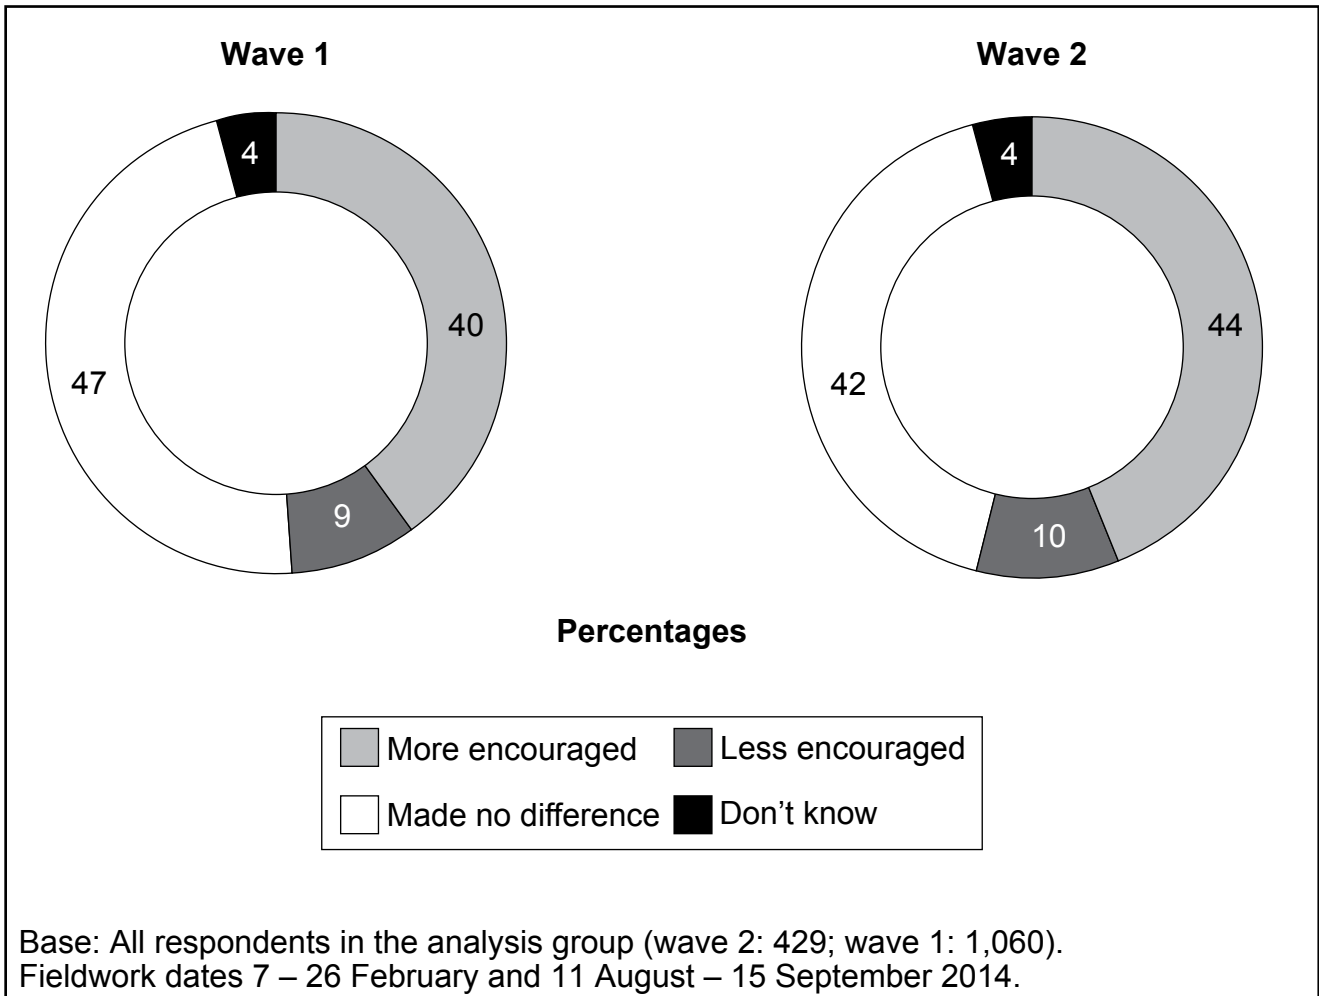 Wave 1
Wave 2
4
40
9
47
4
44
10
42
Percentages
More encouraged
Less encouraged
Made no difference
Don't know
Base: All respondents in the analysis group (wave 2: 429; wave 1: 1,060).
Fieldwork dates 7 – 26 February and 11 August – 15 September 2014.